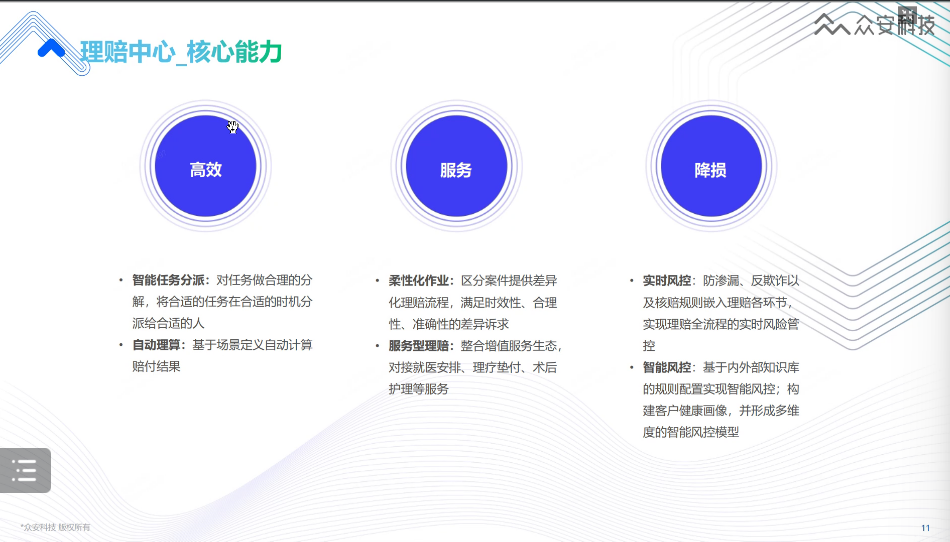 众安科技
理赔中心_核心能力
高效
服务
降损
• 智能任务分派：对任务做合理的分
解，将合适的任务在合适的时机分
派给合适的人
• 自动理算：基于场景定义自动计算
赔付结果
• 柔性化作业：区分案件提供差异
化理赔流程，满足时效性、合理
性、准确性的差异诉求
• 服务型理赔：整合增值服务生态，
对接就医安排、理疗垫付、术后
护理等服务
• 实时风控：防渗漏、反欺诈以
及核赔规则嵌入理赔各环节，
实现理赔全流程的实时风险管
控
• 智能风控：基于内外部知识库
的规则配置实现智能风控；构
建客户健康画像，并形成多维
度的智能风控模型
*众安科技 版权所有
11